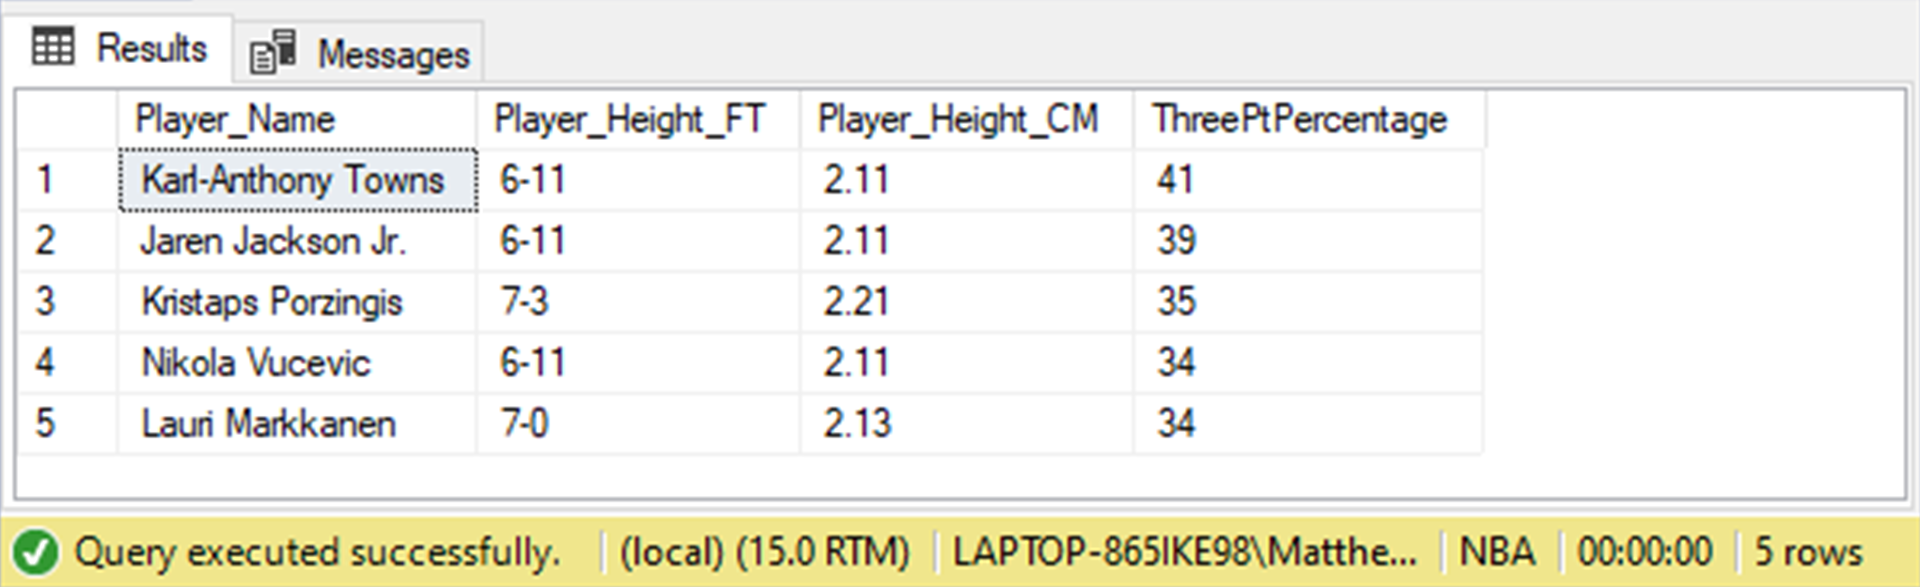 Results Messages
Player_Name Player_Height_FT Player_Height_CM ThreePtPercentage
1 Karl-Anthony Towns 6-11 2.11 41
2 Jaren Jackson Jr. 6-11 2.11 39
3 Kristaps Porzingis 7-3 2.21 35
4 Nikola Vucevic 6-11 2.11 34
5 Lauri Markkanen 7-0 2.13 34
Query executed successfully. (local) (15.0 RTM) LAPTOP-865IKE98\Matthe... NBA 00:00:00 5 rows